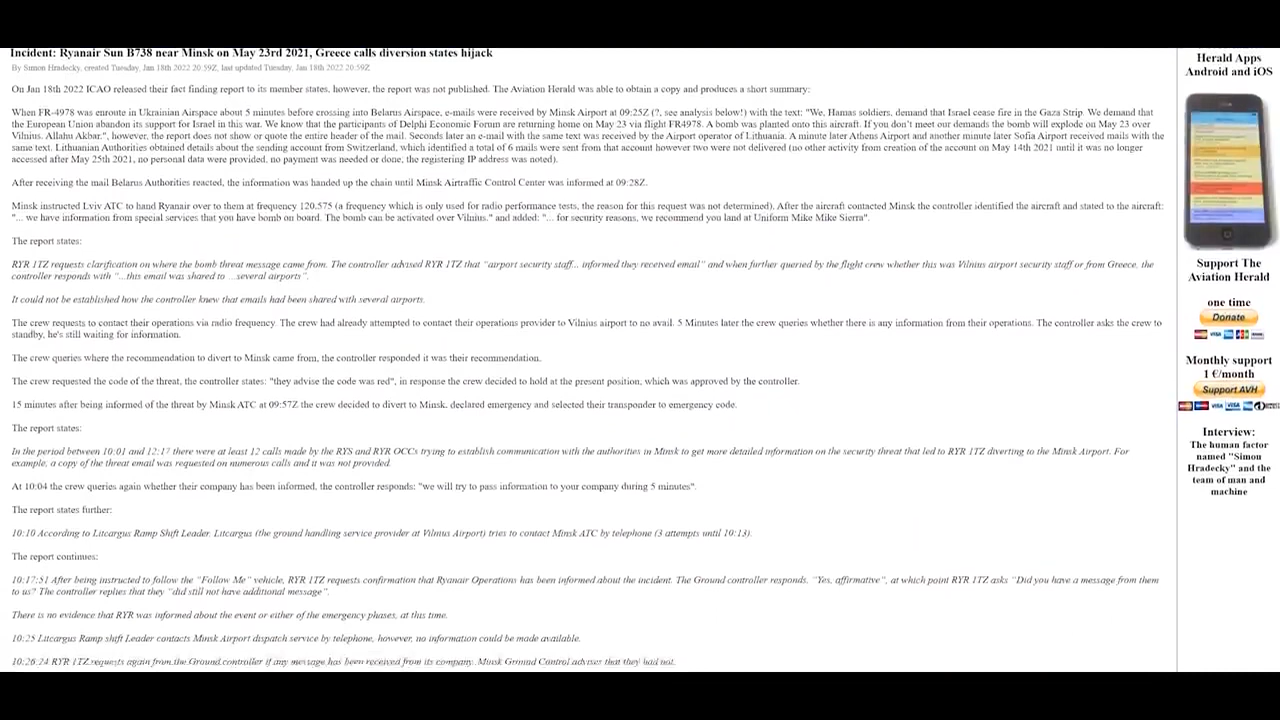 Incident: Ryanair Sun B738 near Minsk on May 23rd 2021, Greece calls diversion states hijack
By Simon Hradecky, created Tuesday, Jan 18th 2022 20:59Z, last updated Tuesday, Jan 18th 2022 20:59Z
On Jan 18th 2022 ICAO released their fact finding report to its member states, however, the report was not published. The Aviation Herald was able to obtain a copy and produces a short summary:
When FR-4978 was enroute in Ukrainian Airspace about 5 minutes before crossing into Belarus Airspace, e-mails were received by Minsk Airport at 09:25Z (?, see analysis below!) with the text: "We, Hamas soldiers, demand that Israel cease fire in the Gaza Strip. We demand that
the European Union abandon its support for Israel in this war. We know that the participants of Delphi Economic Forum are returning home on May 23 via flight FR4978. A bomb was planted onto this aircraft. If you don't meet our demands the bomb will explode on May 23 over
Vilnius. Allahu Akbar.", however, the report does not show or quote the entire header of the mail. Seconds later an e-mail with the same text was received by the Airport operator of Lithuania. A minute later Athens Airport and another minute later Sofia Airport received mails with the
same text. Lithuanian Authorities obtained details about the sending account from Switzerland, which identified a total of 6 mails were sent from that account however two were not delivered (no other activity from creation of the account on May 14th 2021 until it was no longer
accessed after May 25th 2021, no personal data were provided, no payment was needed or done, the registering IP address was noted).
After receiving the mail Belarus Authorities reacted, the information was handed up the chain until Minsk Airtraffic Control Center was informed at 09:28Z.
Minsk instructed Lviv ATC to hand Ryanair over to them at frequency 120.575 (a frequency which is only used for radio performance tests, the reason for this request was not determined). After the aircraft contacted Minsk the controller identified the aircraft and stated to the aircraft:
"... we have information from special services that you have bomb on board. The bomb can be activated over Vilnius." and added: "... for security reasons, we recommend you land at Uniform Mike Mike Sierra".
The report states:
RYR 1TZ requests clarification on where the bomb threat message came from. The controller advised RYR 1TZ that "airport security staff... informed they received email" and when further queried by the flight crew whether this was Vilnius airport security staff or from Greece, the
controller responds with "...this email was shared to ...several airports".
It could not be established how the controller knew that emails had been shared with several airports.
The crew requests to contact their operations via radio frequency. The crew had already attempted to contact their operations provider to Vilnius airport to no avail. 5 Minutes later the crew queries whether there is any information from their operations. The controller asks the crew to
standby, he's still waiting for information.
The crew queries where the recommendation to divert to Minsk came from, the controller responded it was their recommendation.
The crew requested the code of the threat, the controller states: "they advise the code was red", in response the crew decided to hold at the present position, which was approved by the controller.
15 minutes after being informed of the threat by Minsk ATC at 09:57Z the crew decided to divert to Minsk, declared emergency and selected their transponder to emergency code.
The report states:
In the period between 10:01 and 12:17 there were at least 12 calls made by the RYS and RYR OCCs trying to establish communication with the authorities in Minsk to get more detailed information on the security threat that led to RYR 1TZ diverting to the Minsk Airport. For
example, a copy of the threat email was requested on numerous calls and it was not provided
At 10:04 the crew queries again whether their company has been informed, the controller responds: "we will try to pass information to your company during 5 minutes".
The report states further:
10:10 According to Litcargus Ramp Shift Leader, Litcargus (the ground handling service provider at Vilnius Airport) tries to contact Minsk ATC by telephone (3 attempts until 10:13).
The report continues:
10:17:51 After being instructed to follow the "Follow Me" vehicle, RYR 1TZ requests confirmation that Ryanair Operations has been informed about the incident. The Ground controller responds, "Yes, affirmative", at which point RYR 1TZ asks "Did you have a message from them
to us? The controller replies that they "did still not have additional message".
There is no evidence that RYR was informed about the event or either of the emergency phases, at this time.
10:25 Litcargus Ramp shift Leader contacts Minsk Airport dispatch service by telephone, however, no information could be made available.
10:26:24 RYR 1TZ requests again from the Ground controller if any message has been received from its company. Minsk Ground Control advises that they had not.
Herald Apps
Android and iOS
Support The
Aviation Herald
one time
Donate
Monthly support
1 €/month
Support AVH
Interview:
The human factor
named "Simon
Hradecky" and the
team of man and
machine